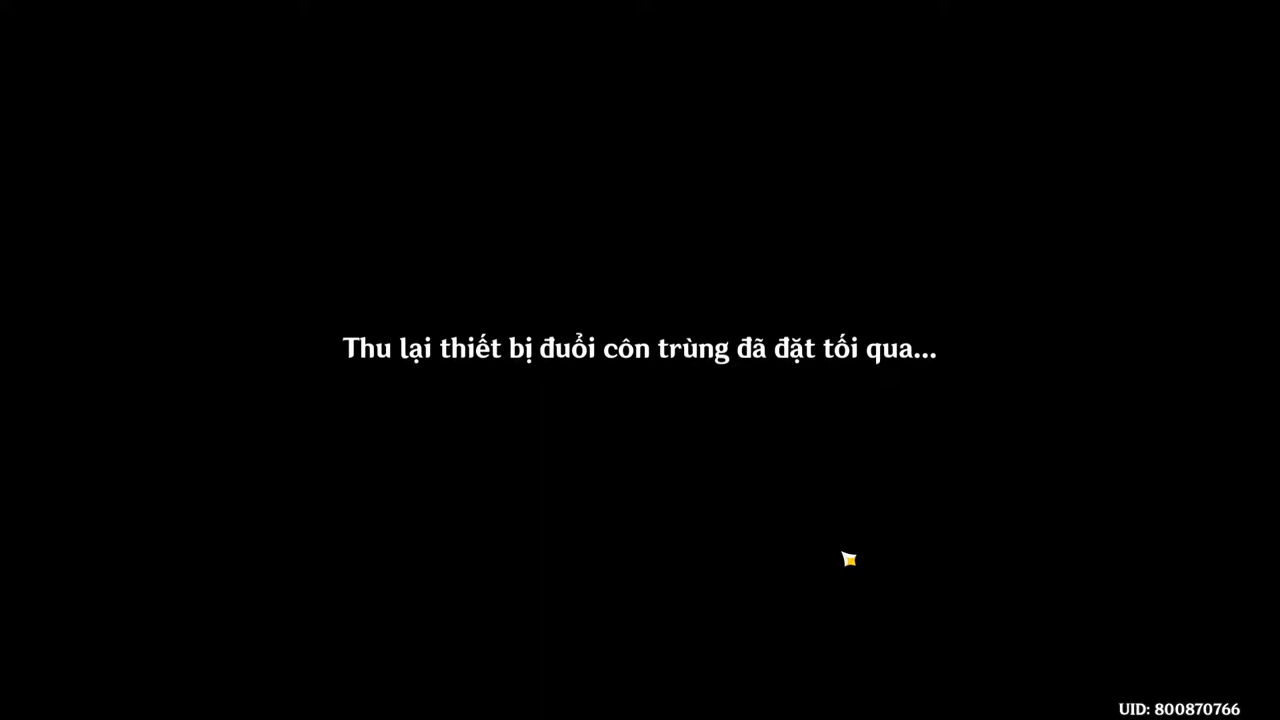 Thu lại thiết bị đuổi côn trùng đã đặt tối qua...
UID: 800870766